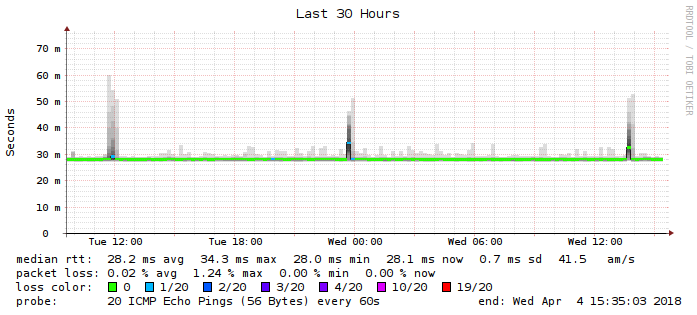 Last 30 Hours
RRDTOOL / TOBI OETIKER
Seconds
70 m
60 m
50 m
40 m
30 m
20 m
10 m
0
Tue 12:00 Tue 18:00 Wed 00:00 Wed 06:00 Wed 12:00
median rtt: 28.2 ms avg 34.3 ms max 28.0 ms min 28.1 ms now 0.7 ms sd 41.5 am/s
packet loss: 0.02 % avg 1.24 % max 0.00 % min 0.00 % now
loss color: 0 1/20 2/20 3/20 4/20 10/20 19/20
probe: 20 ICMP Echo Pings (56 Bytes) every 60s end: Wed Apr 4 15:35:03 2018